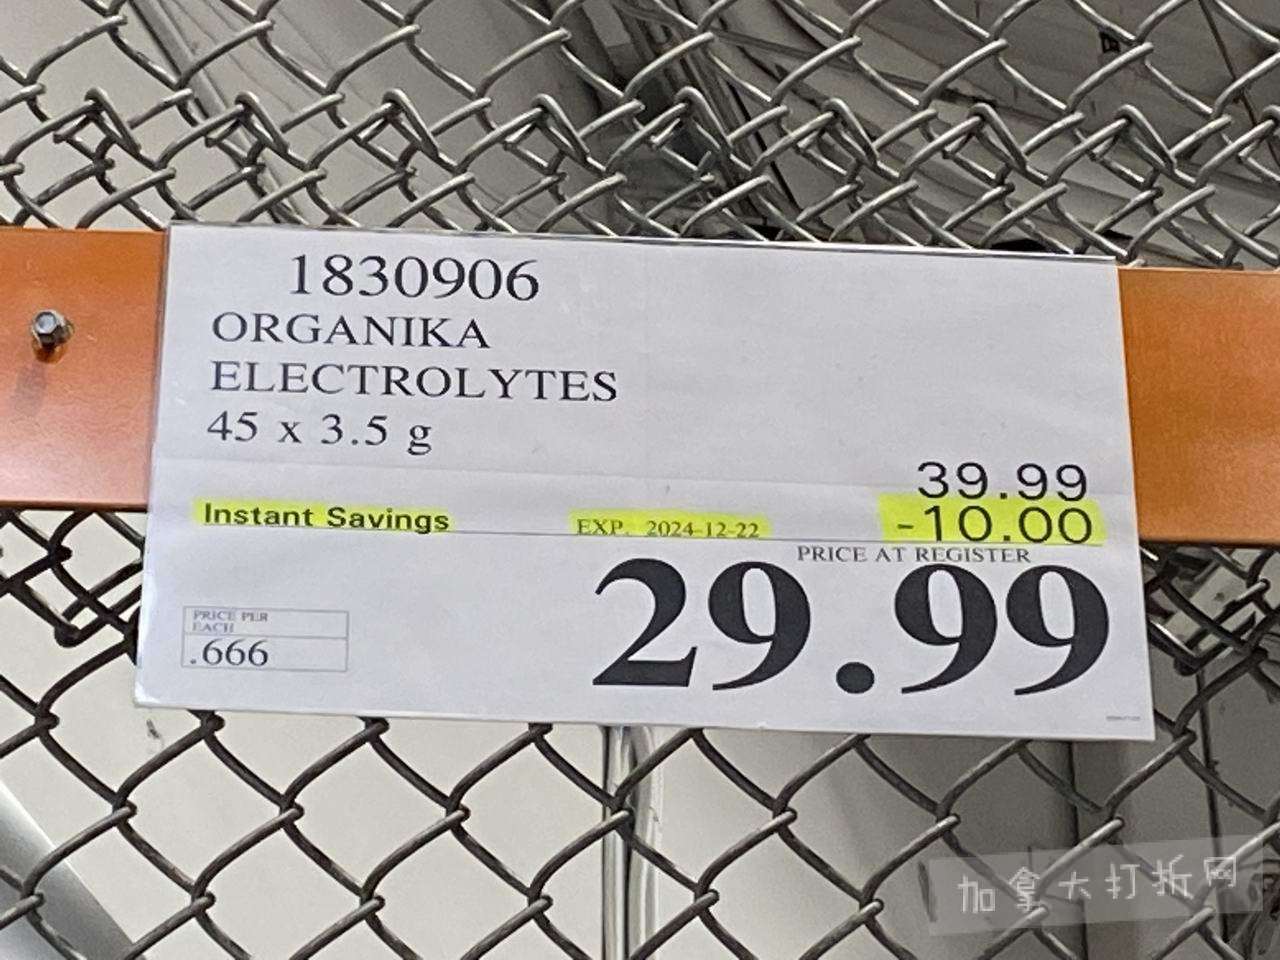 1830906
ORGANIKA
ELECTROLYTES
45 x 3.5 g
39.99
Instant Savings EXP. 2024-12-22 -10.00
PRICE AT REGISTER
29.99
PRICE PER
EACH
.666
加拿大打折网